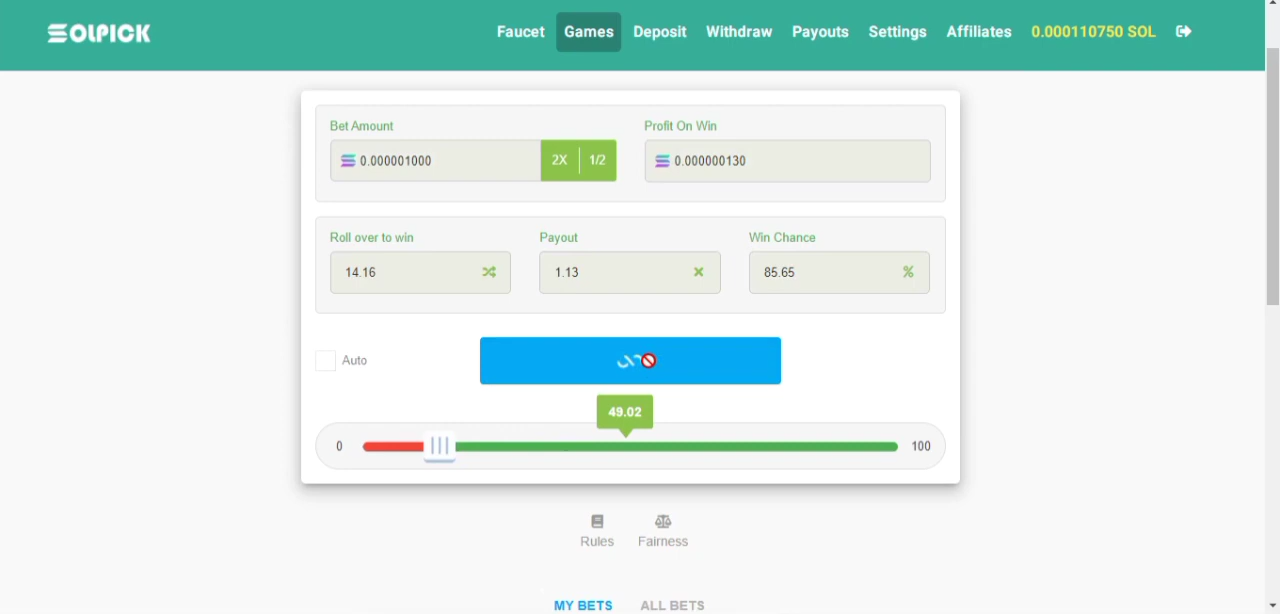 SOLPICK
Faucet Games Deposit Withdraw Payouts Settings Affiliates 0.000110750 SOL
Bet Amount Profit On Win
0.000001000 2X 1/2 0.000000130
Roll over to win Payout Win Chance
14.16 1.13 85.65 %
Auto
49.02
0 100
Rules Fairness
MY BETS ALL BETS